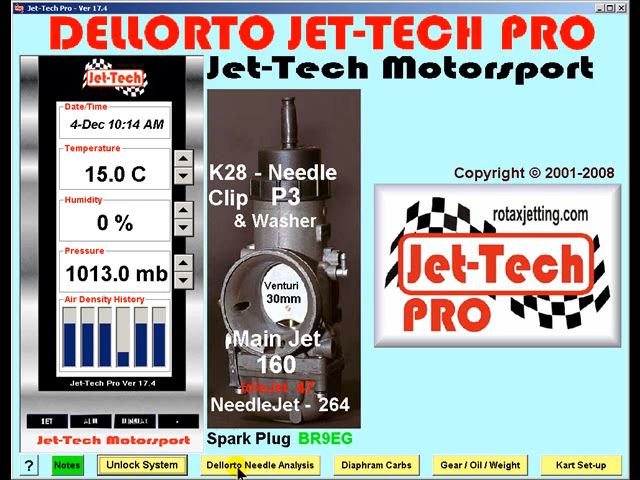 Jet-Tech Pro - Ver 17.4
DELLORTO JET-TECH PRO
Jet-Tech Motorsport
Jet-Tech
Date/Time
4-Dec 10:14 AM
Temperature
15.0 C
Humidity
0 %
Pressure
1013.0 mb
Air Density History
Jet-Tech Pro Ver 17.4
Jet-Tech Motorsport
K28 - Needle
Clip P3
& Washer
Venturi
30mm
Main Jet
160
IdleJet 47
NeedleJet - 264
Spark Plug BR9EG
Copyright © 2001-2008
rotaxjetting.com
Jet-Tech
PRO
? Notes Unlock System Dellorto Needle Analysis Diaphram Carbs Gear / Oil / Weight Kart Set-up